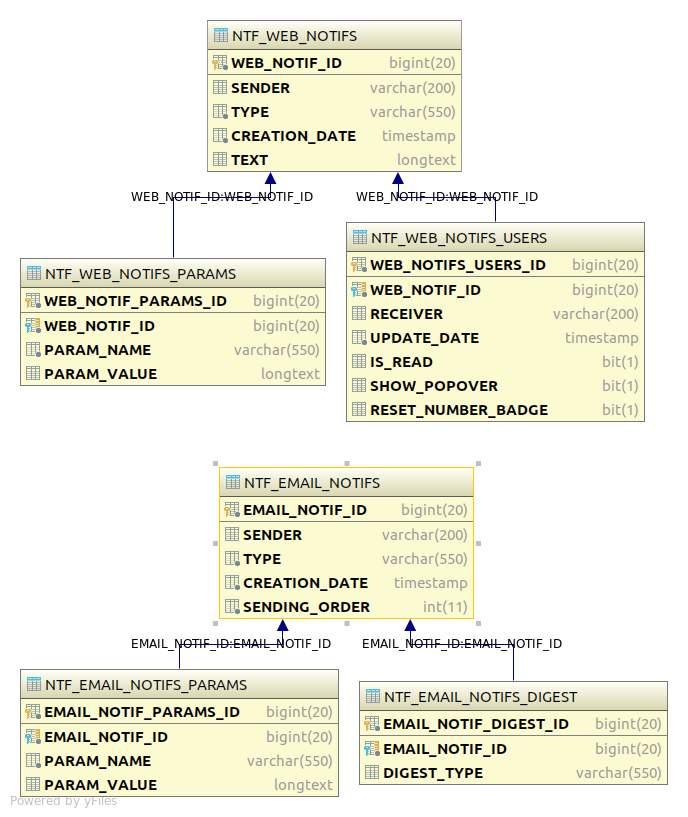 NTF_WEB_NOTIFS
WEB_NOTIF_ID bigint(20)
SENDER varchar(200)
TYPE varchar(550)
CREATION_DATE timestamp
TEXT longtext
WEB_NOTIF_ID:WEB_NOTIF_ID
WEB_NOTIF_ID:WEB_NOTIF_ID
NTF_WEB_NOTIFS_PARAMS
WEB_NOTIF_PARAMS_ID bigint(20)
WEB_NOTIF_ID bigint(20)
PARAM_NAME varchar(550)
PARAM_VALUE longtext
NTF_WEB_NOTIFS_USERS
WEB_NOTIFS_USERS_ID bigint(20)
WEB_NOTIF_ID bigint(20)
RECEIVER varchar(200)
UPDATE_DATE timestamp
IS_READ bit(1)
SHOW_POPOVER bit(1)
RESET_NUMBER_BADGE bit(1)
NTF_EMAIL_NOTIFS
EMAIL_NOTIF_ID bigint(20)
SENDER varchar(200)
TYPE varchar(550)
CREATION_DATE timestamp
SENDING_ORDER int(11)
EMAIL_NOTIF_ID:EMAIL_NOTIF_ID
EMAIL_NOTIF_ID:EMAIL_NOTIF_ID
NTF_EMAIL_NOTIFS_PARAMS
EMAIL_NOTIF_PARAMS_ID bigint(20)
EMAIL_NOTIF_ID bigint(20)
PARAM_NAME varchar(550)
PARAM_VALUE longtext
NTF_EMAIL_NOTIFS_DIGEST
EMAIL_NOTIF_DIGEST_ID bigint(20)
EMAIL_NOTIF_ID bigint(20)
DIGEST_TYPE varchar(550)
Powered by yFiles